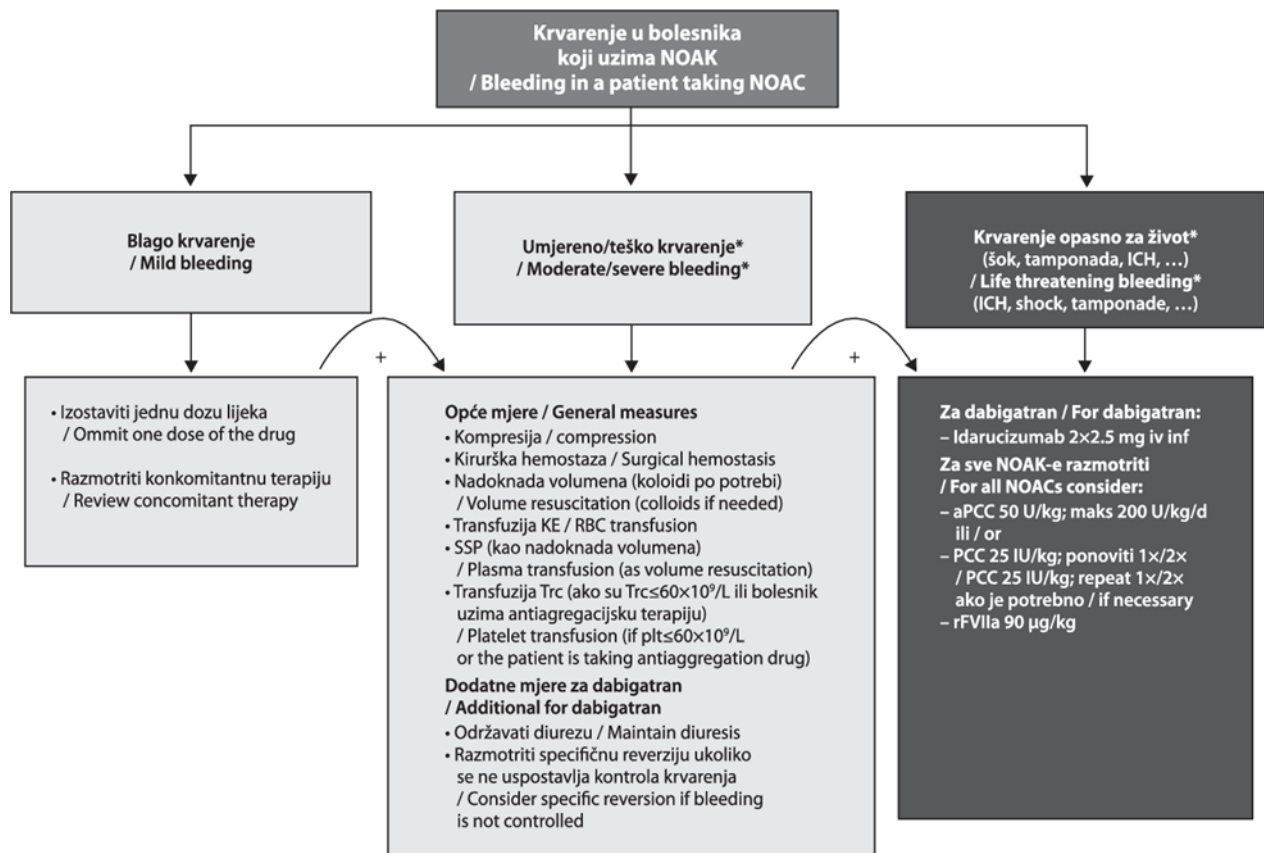 Krvarenje u bolesnika
koji uzima NOAK
/ Bleeding in a patient taking NOAC
Blago krvarenje
/ Mild bleeding
Umjereno/teško krvarenje*
/ Moderate/severe bleeding*
Krvarenje opasno za život*
(šok, tamponada, ICH, …)
/ Life threatening bleeding*
(ICH, shock, tamponade, …)
+
+
• Izostaviti jednu dozu lijeka
/ Ommit one dose of the drug
• Razmotriti konkomitantnu terapiju
/ Review concomitant therapy
Opće mjere / General measures
• Kompresija / compression
• Kirurška hemostaza / Surgical hemostasis
• Nadoknada volumena (koloidi po potrebi)
/ Volume resuscitation (colloids if needed)
• Transfuzija KE / RBC transfusion
• SSP (kao nadoknada volumena)
/ Plasma transfusion (as volume resuscitation)
• Transfuzija Trc (ako su Trc≤60×10⁹/L ili bolesnik
uzima antiagregacijsku terapiju)
/ Platelet transfusion (if plt≤60×10⁹/L
or the patient is taking antiaggregation drug)
Dodatne mjere za dabigatran
/ Additional for dabigatran
• Održavati diurezu / Maintain diuresis
• Razmotriti specifičnu reverziju ukoliko
se ne uspostavlja kontrola krvarenja
/ Consider specific reversion if bleeding
is not controlled
Za dabigatran / For dabigatran:
– Idarucizumab 2×2.5 mg iv inf
Za sve NOAK-e razmotriti
/ For all NOACs consider:
– aPCC 50 U/kg; maks 200 U/kg/d
ili / or
– PCC 25 IU/kg; ponoviti 1×/2×
/ PCC 25 IU/kg; repeat 1×/2×
ako je potrebno / if necessary
– rFVIIa 90 µg/kg